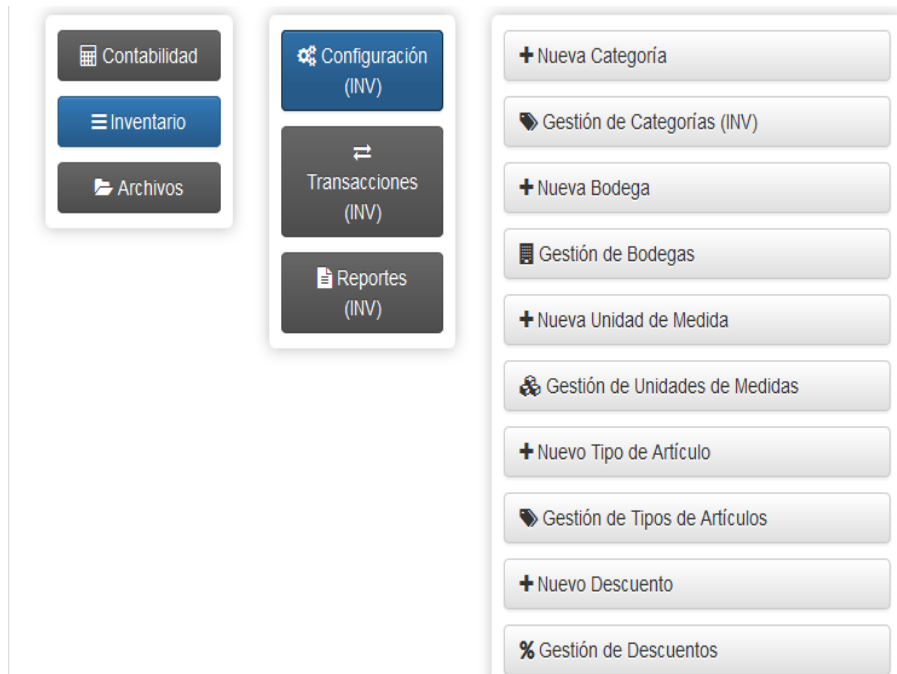 Contabilidad
Inventario
Archivos
Configuración
(INV)
Transacciones
(INV)
Reportes
(INV)
Nueva Categoría
Gestión de Categorías (INV)
Nueva Bodega
Gestión de Bodegas
Nueva Unidad de Medida
Gestión de Unidades de Medidas
Nuevo Tipo de Artículo
Gestión de Tipos de Artículos
Nuevo Descuento
Gestión de Descuentos